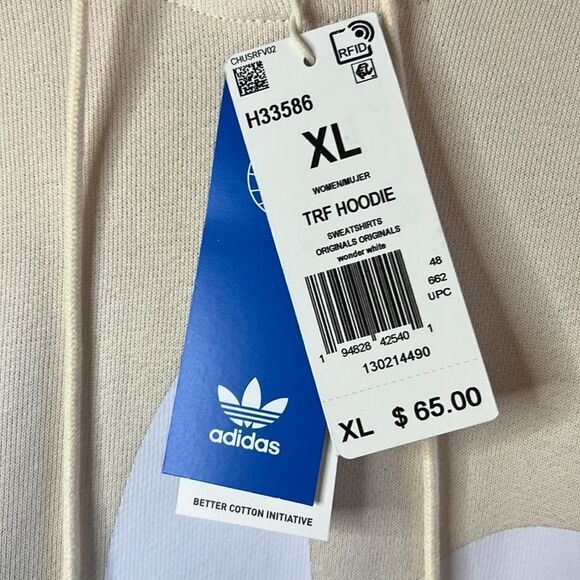 CHUSRFV02
RFID
H33586
XL
WOMEN/MUJER
TRF HOODIE
SWEATSHIRTS
ORIGINALS ORIGINALS
wonder white
48
662
UPC
1 94828 42540 1
130214490
XL $ 65.00
adidas
BETTER COTTON INITIATIVE